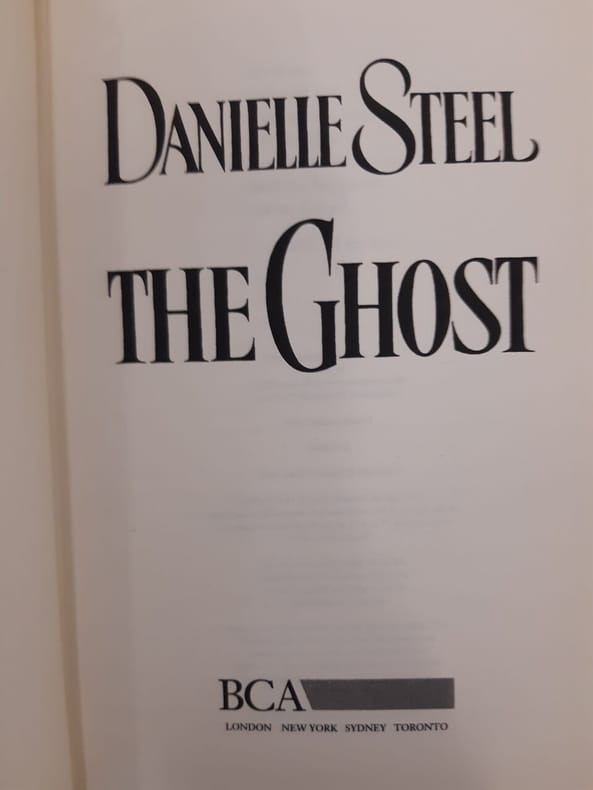 DANIELLE STEEL
THE GHOST
BCA
LONDON NEW YORK SYDNEY TORONTO